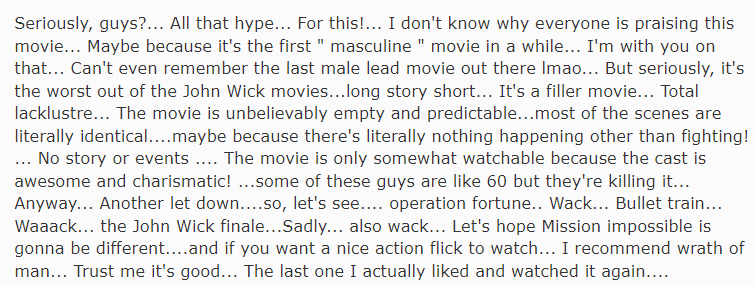 Seriously, guys?... All that hype... For this!... I don't know why everyone is praising this
movie... Maybe because it's the first " masculine " movie in a while... I'm with you on
that... Can't even remember the last male lead movie out there lmao... But seriously, it's
the worst out of the John Wick movies...long story short... It's a filler movie... Total
lacklustre... The movie is unbelievably empty and predictable...most of the scenes are
literally identical....maybe because there's literally nothing happening other than fighting!
... No story or events .... The movie is only somewhat watchable because the cast is
awesome and charismatic! ...some of these guys are like 60 but they're killing it...
Anyway... Another let down....so, let's see.... operation fortune.. Wack... Bullet train...
Waaack... the John Wick finale...Sadly... also wack... Let's hope Mission impossible is
gonna be different....and if you want a nice action flick to watch... I recommend wrath of
man... Trust me it's good... The last one I actually liked and watched it again....